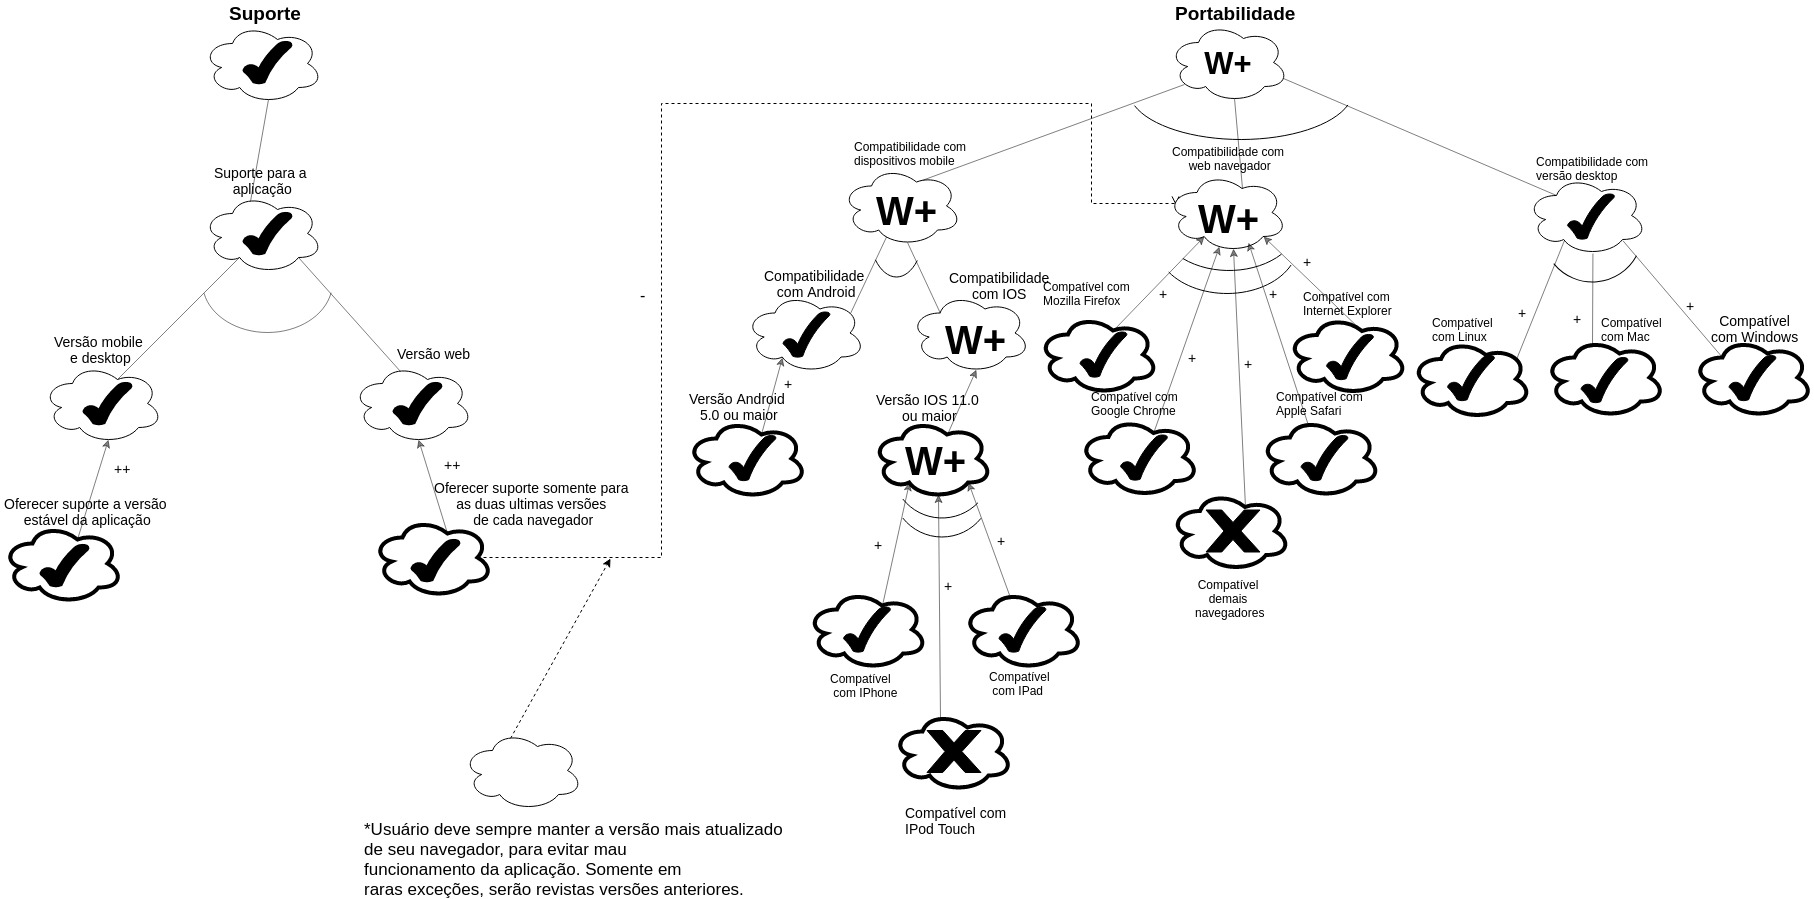 Suporte
Portabilidade
W+
Suporte para a
aplicação
Compatibilidade com
dispositivos mobile
W+
Compatibilidade com
web navegador
W+
Compatibilidade com
versão desktop
Compatibilidade
com Android
Compatibilidade
com IOS
W+
Versão mobile
e desktop
Versão web
-
Compatível com
Mozilla Firefox
+
+
+
Compatível com
Internet Explorer
Compatível
com Linux
+
+
Compatível
com Mac
+
Compatível
com Windows
+
+
+
Versão Android
5.0 ou maior
Versão IOS 11.0
ou maior
W+
Compatível com
Google Chrome
Compatível com
Apple Safari
++
++
Oferecer suporte a versão
estável da aplicação
Oferecer suporte somente para
as duas ultimas versões
de cada navegador
+
+
+
Compatível
demais
navegadores
Compatível
com IPhone
Compatível
com IPad
Compatível com
IPod Touch
*Usuário deve sempre manter a versão mais atualizado
de seu navegador, para evitar mau
funcionamento da aplicação. Somente em
raras exceções, serão revistas versões anteriores.